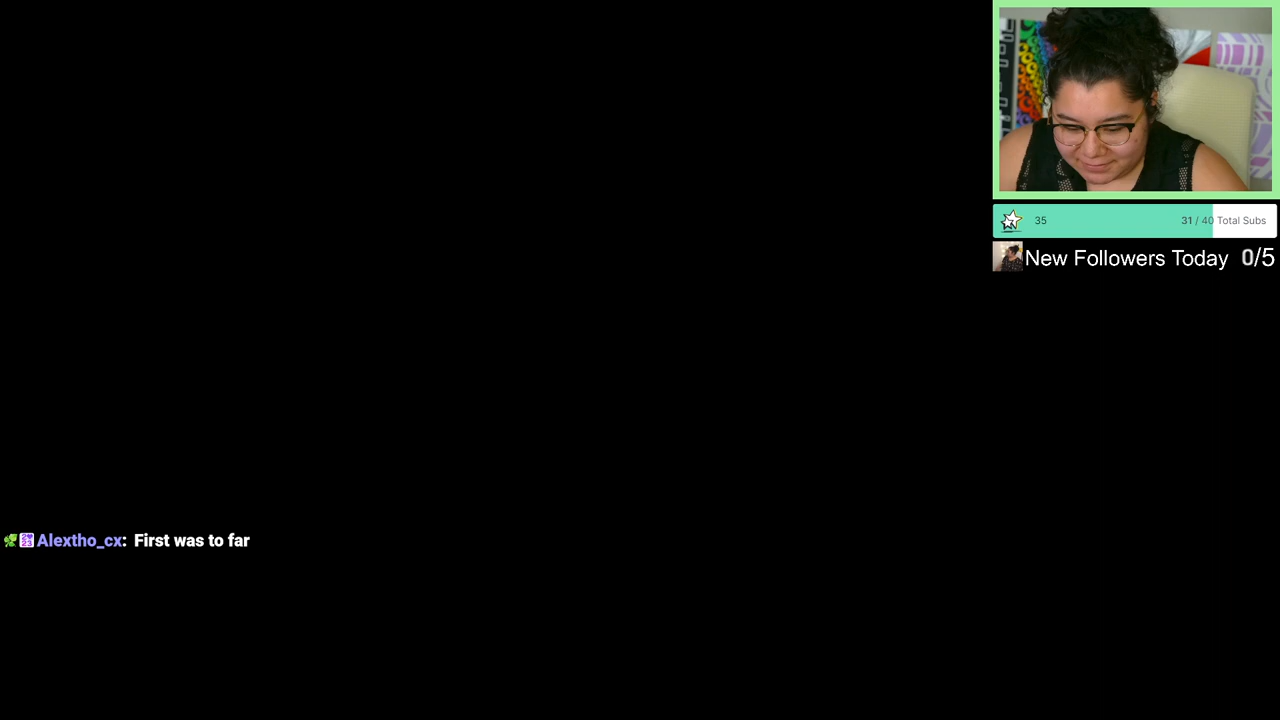 35 31 / 40 Total Subs
New Followers Today 0/5
Alextho_cx: First was to far